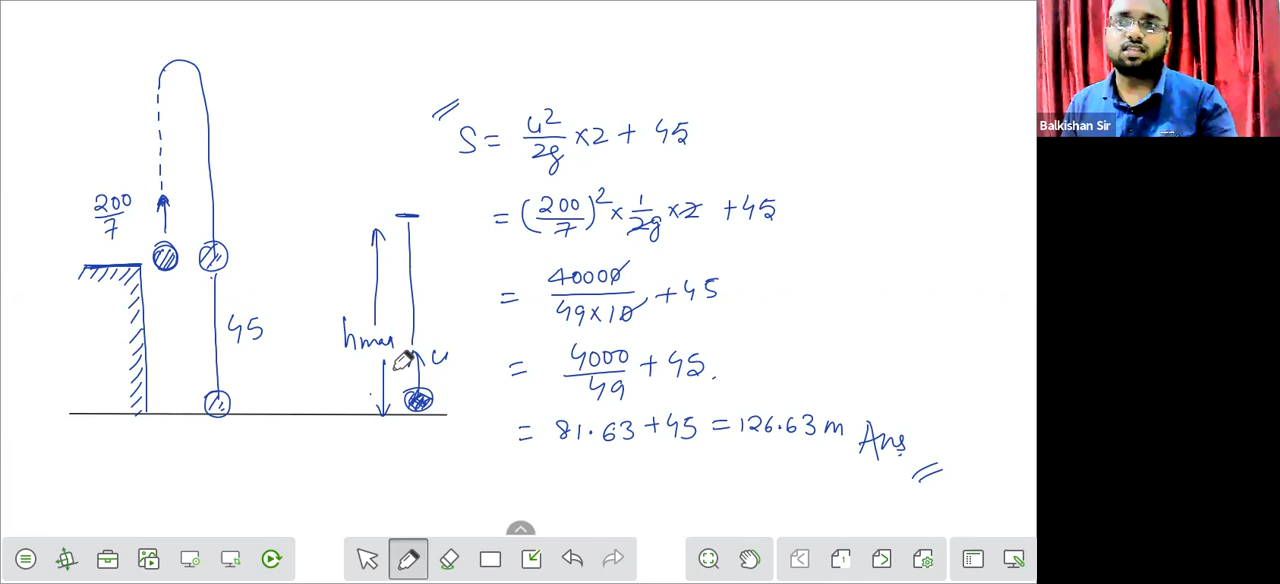 200
7
45
hmax
u
S = u²/2g × 2 + 45
= (200/7)² × 1/2g × 2 + 45
= 40000/49×10 + 45
= 4000/49 + 45.
= 81.63 + 45 = 126.63 m Ans
Balkishan Sir
1